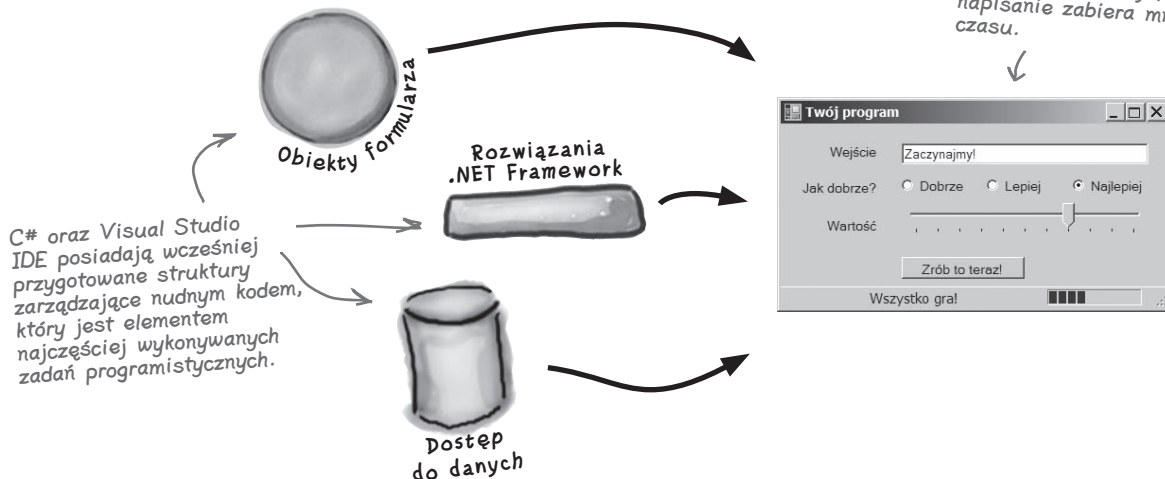 napisanie zabiera
czasu.
Obiekty formularza
Rozwiązania
.NET Framework
C# oraz Visual Studio
IDE posiadają wcześniej
przygotowane struktury
zarządzające nudnym kodem,
który jest elementem
najczęściej wykonywanych
zadań programistycznych.
Dostęp
do danych
Twój program
Wejście Zaczynajmy!
Jak dobrze? Dobrze Lepiej Najlepiej
Wartość
Zrób to teraz!
Wszystko gra!